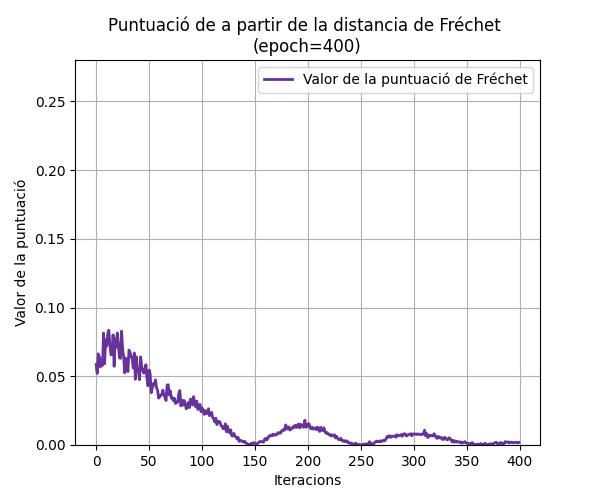 Puntuació de a partir de la distancia de Fréchet
(epoch=400)
Valor de la puntuació de Fréchet
Valor de la puntuació
0.25
0.20
0.15
0.10
0.05
0.00
0 50 100 150 200 250 300 350 400
Iteracions